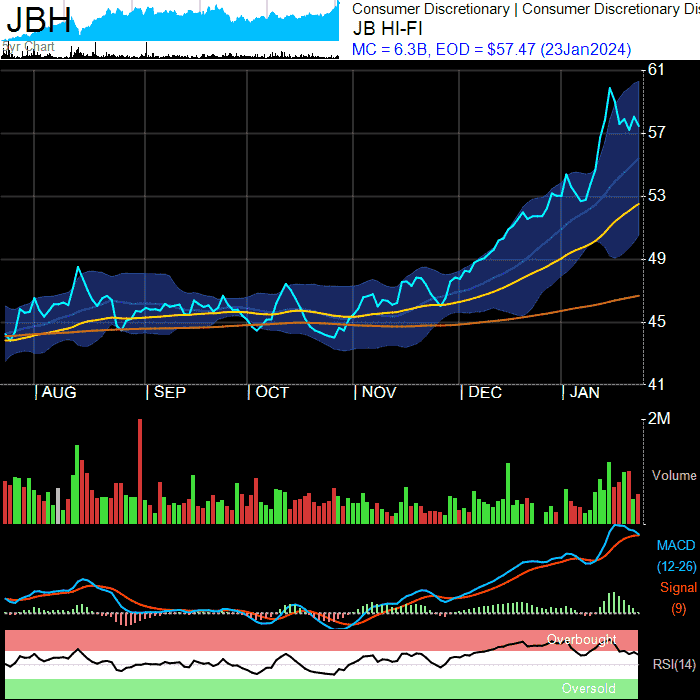 JBH
5yr Chart
Consumer Discretionary | Consumer Discretionary Dis
JB HI-FI
MC = 6.3B, EOD = $57.47 (23Jan2024)
61
57
53
49
45
41
| AUG | SEP | OCT | NOV | DEC | JAN
2M
Volume
MACD
(12-26)
Signal
(9)
Overbought
RSI(14)
Oversold